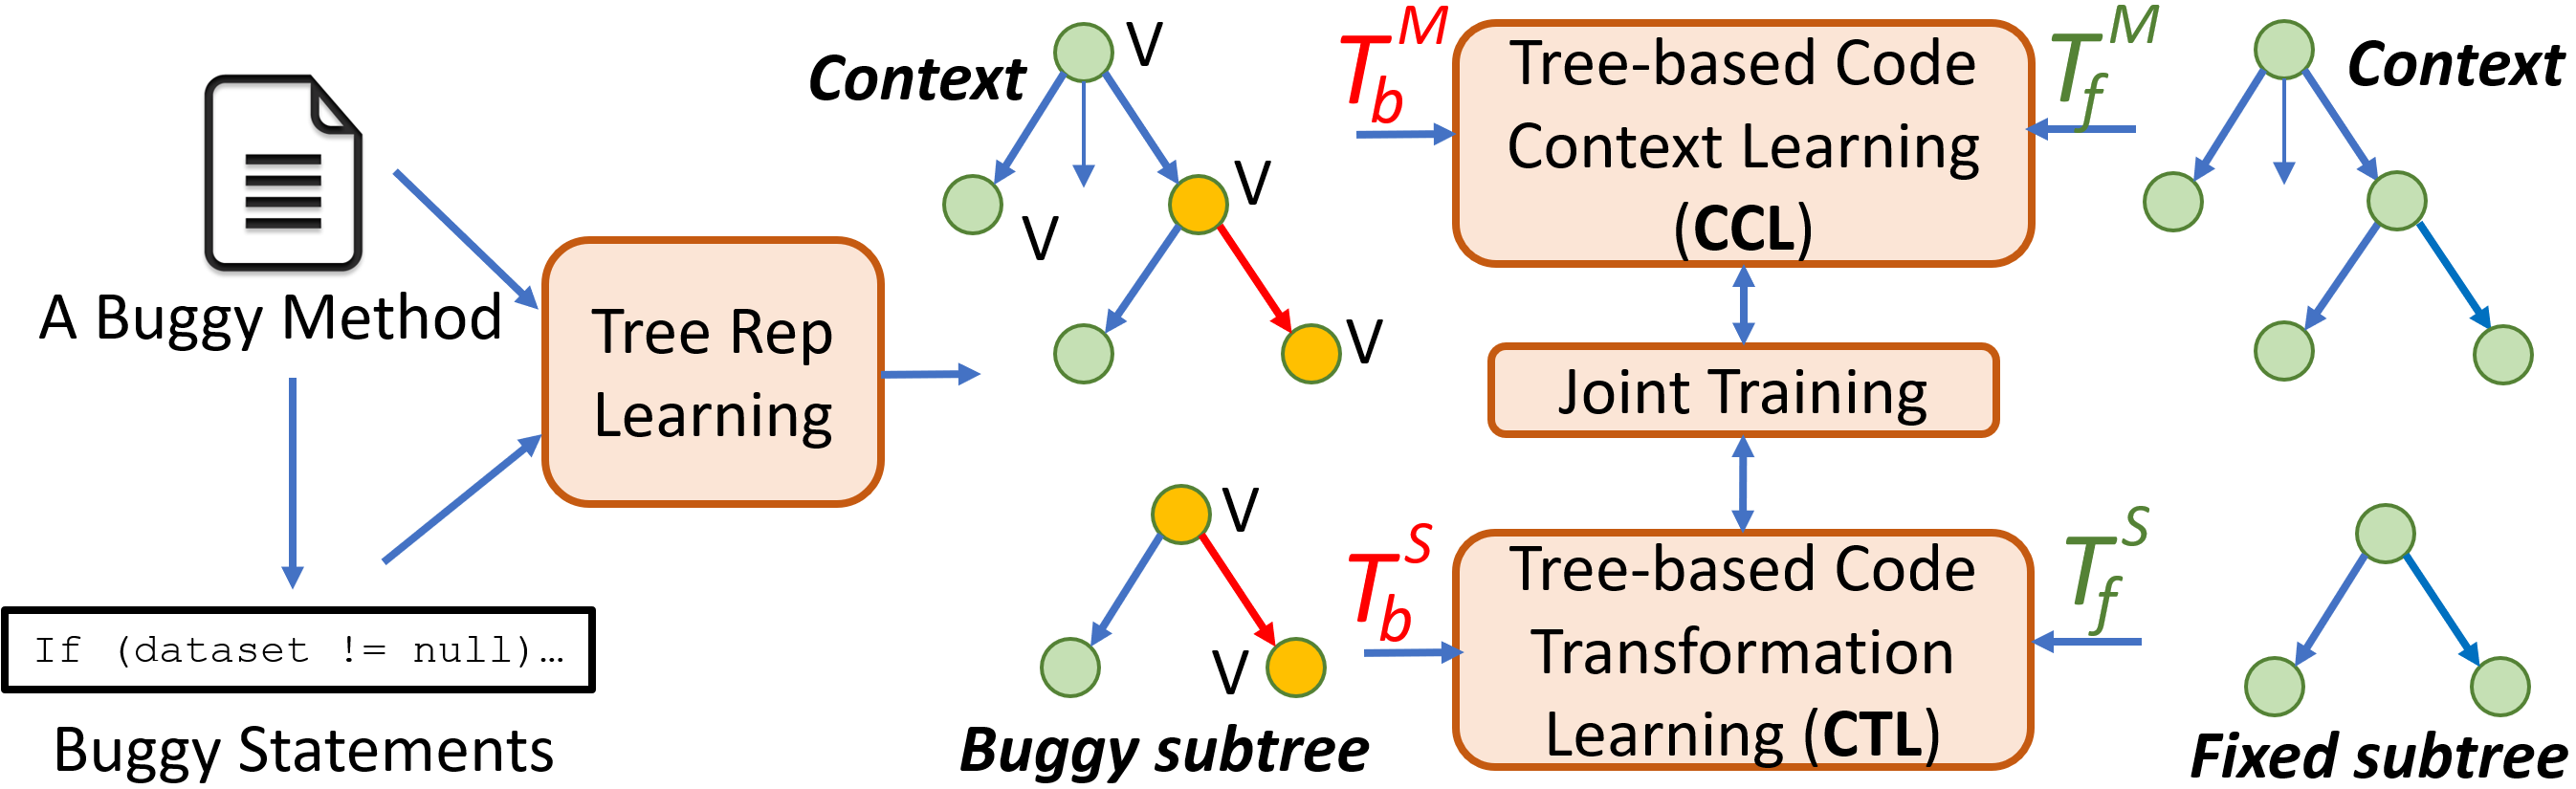 A Buggy Method
If (dataset != null)…
Buggy Statements
Tree Rep
Learning
Context
V
V
V
V
Buggy subtree
V
V
T_b^M
T_b^S
Tree-based Code
Context Learning
(CCL)
Joint Training
Tree-based Code
Transformation
Learning (CTL)
T_f^M
T_f^S
Context
Fixed subtree